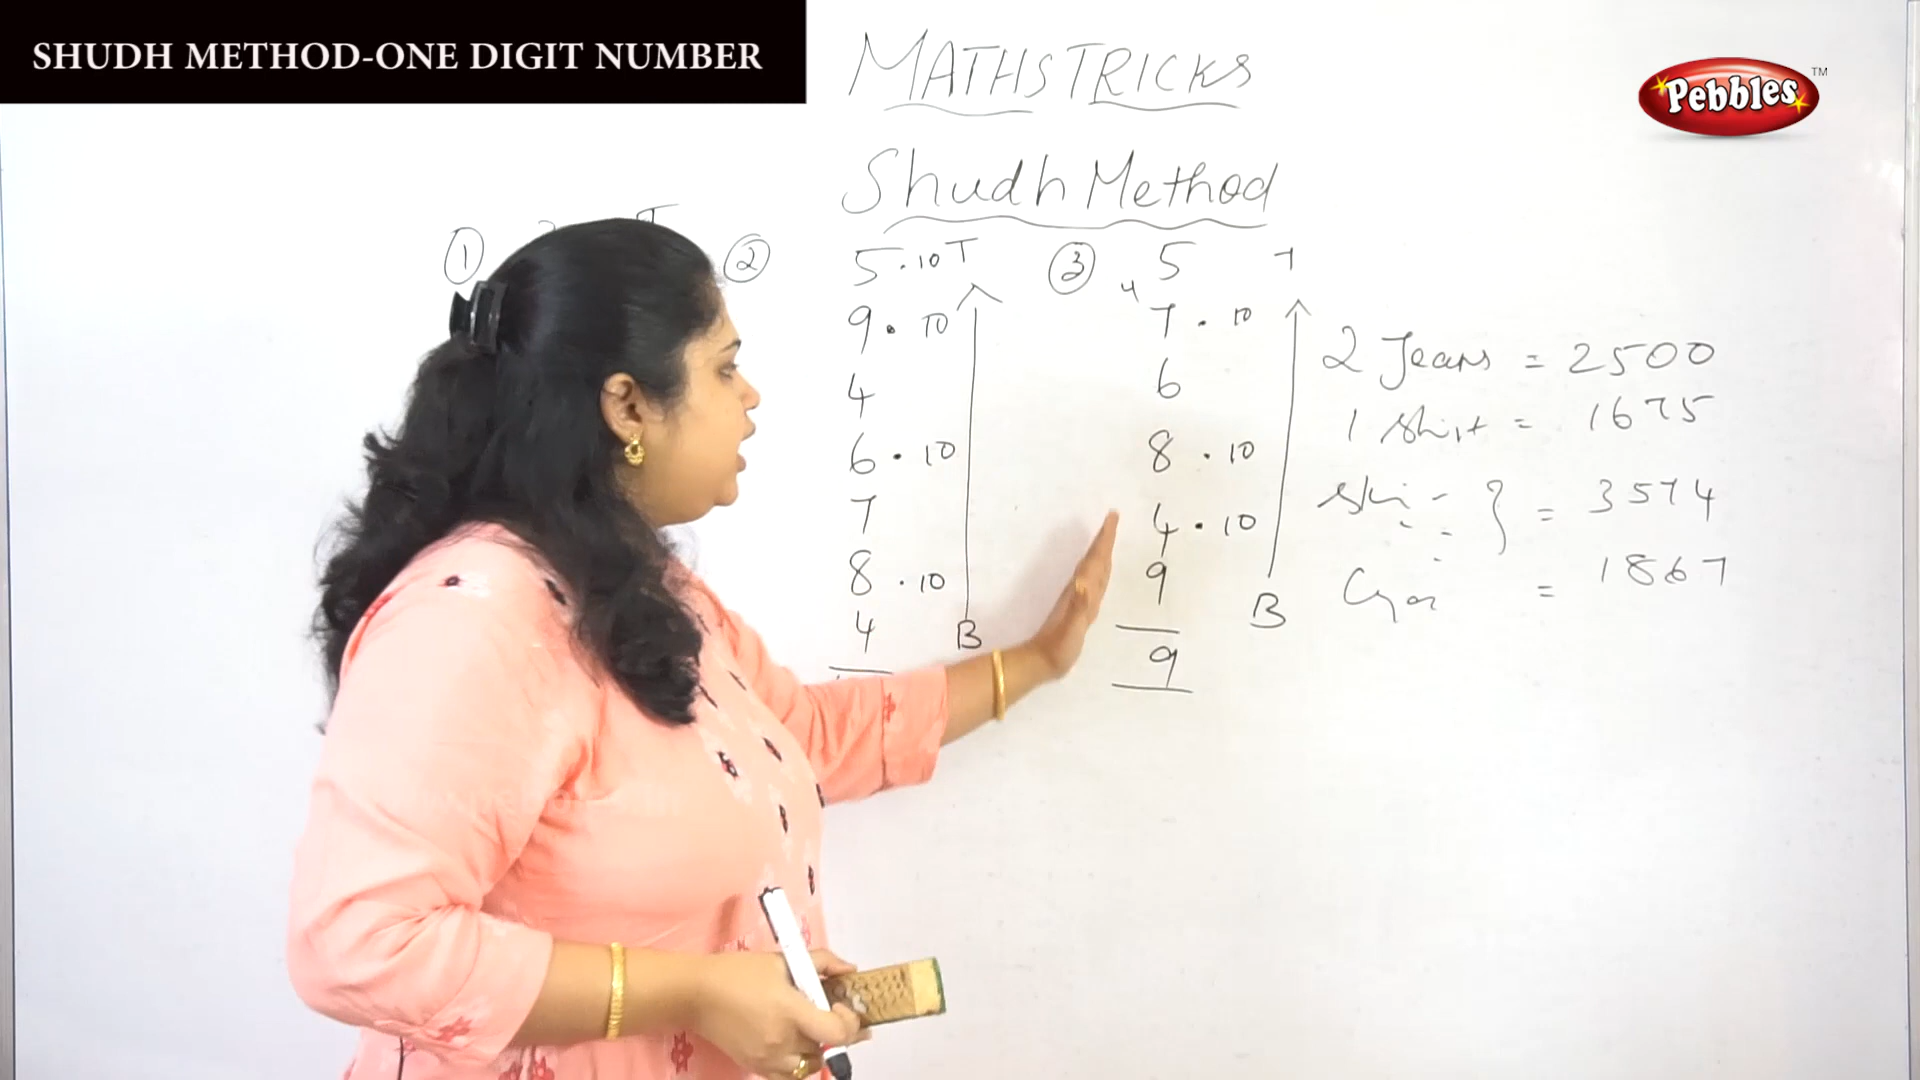 SHUDH METHOD-ONE DIGIT NUMBER
MATHS TRICKS
Pebbles TM
Shudh Method
1
2
5 . 10 T
9 . 10
4
6 . 10
7
8 . 10
4 B
3
5 T
4
7 . 10
6
8 . 10
4 . 10
9
B
9
2 Jeans = 2500
1 Shirt = 1675
= 3574
= 1867